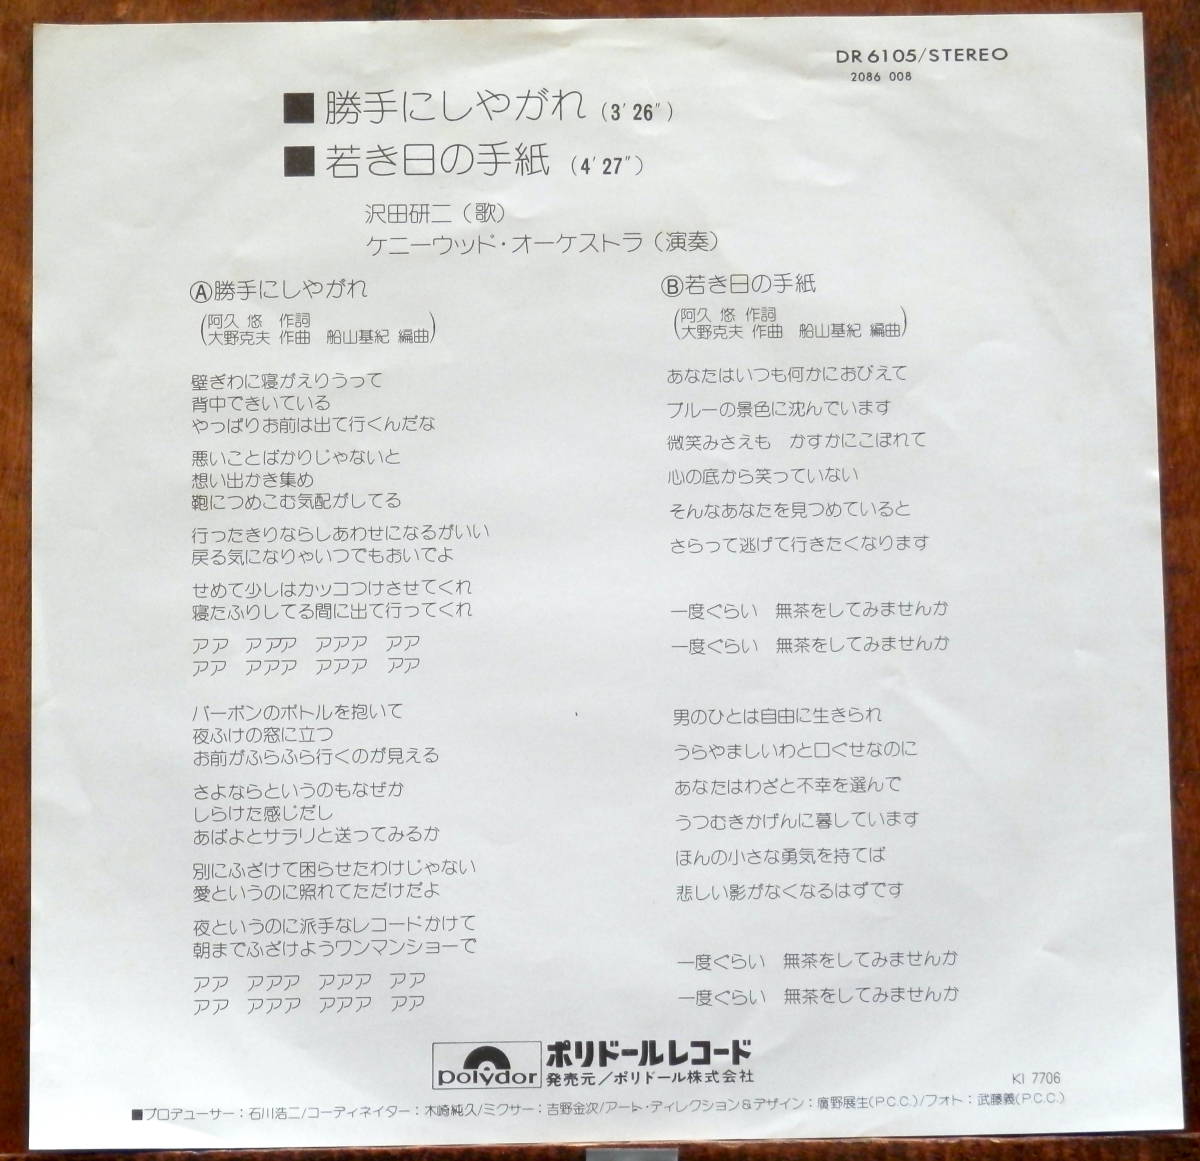 DR 6105/STEREO
2086 008
■勝手にしやがれ(3′26″)
■若き日の手紙(4′27″)
沢田研二(歌)
ケニーウッド・オーケストラ(演奏)
Ⓐ勝手にしやがれ
(阿久 悠 作詞
大野克夫 作曲 船山基紀 編曲)
壁ぎわに寝がえりうって
背中できいている
やっぱりお前は出て行くんだな
悪いことばかりじゃないと
想い出かき集め
鞄につめこむ気配がしてる
行ったきりならしあわせになるがいい
戻る気になりゃいつでもおいでよ
せめて少しはカッコつけさせてくれ
寝たふりしてる間に出て行ってくれ
アア アアア アアア アア
アア アアア アアア アア
バーボンのボトルを抱いて
夜ふけの窓に立つ
お前がふらふら行くのが見える
さよならというのもなぜか
しらけた感じだし
あばよとサラリと送ってみるか
別にふざけて困らせたわけじゃない
愛というのに照れてただけだよ
夜というのに派手なレコードかけて
朝までふざけようワンマンショーで
アア アアア アアア アア
アア アアア アアア アア
Ⓑ若き日の手紙
(阿久 悠 作詞
大野克夫 作曲 船山基紀 編曲)
あなたはいつも何かにおびえて
ブルーの景色に沈んでいます
微笑みさえも かすかにこぼれて
心の底から笑っていない
そんなあなたを見つめていると
さらって逃げて行きたくなります
一度ぐらい 無茶をしてみませんか
一度ぐらい 無茶をしてみませんか
男のひとは自由に生きられ
うらやましいわと口ぐせなのに
あなたはわざと不幸を選んで
うつむきかげんに暮しています
ほんの小さな勇気を持てば
悲しい影がなくなるはずです
一度ぐらい 無茶をしてみませんか
一度ぐらい 無茶をしてみませんか
polydor
ポリドールレコード
発売元/ポリドール株式会社
KI 7706
■プロデューサー:石川浩二/コーディネイター:木崎純久/ミクサー:吉野金次/アート・ディレクション&デザイン:廣野展生(P.C.C.)/フォト:武藤義(P.C.C.)